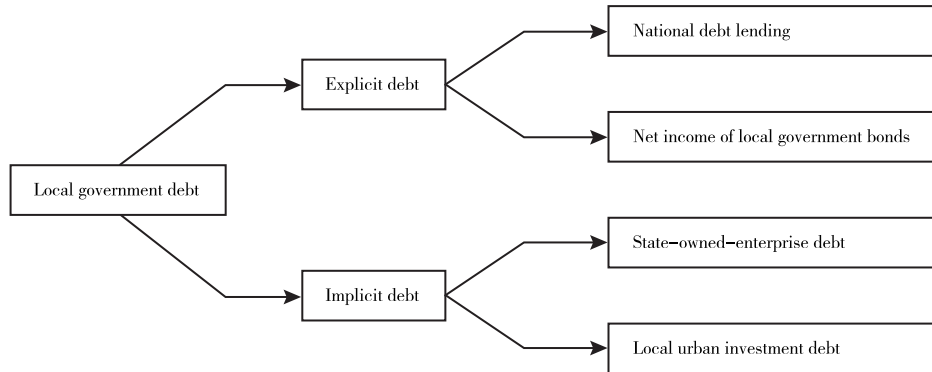 National debt lending
Explicit debt
Net income of local government bonds
Local government debt
State-owned-enterprise debt
Implicit debt
Local urban investment debt